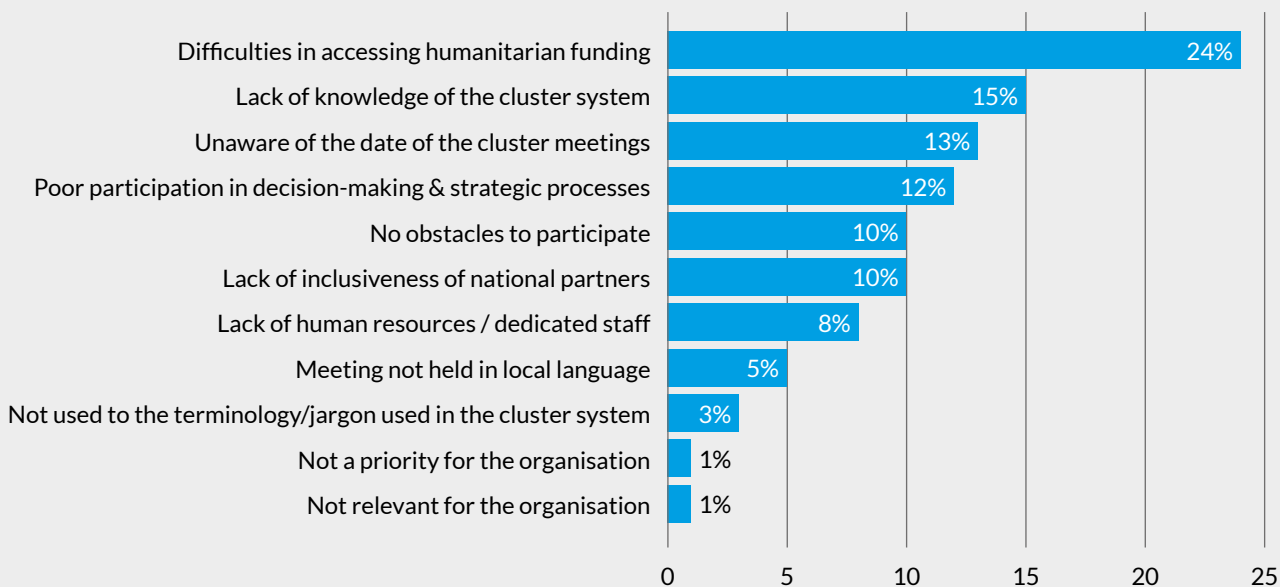 Difficulties in accessing humanitarian funding 24%
Lack of knowledge of the cluster system 15%
Unaware of the date of the cluster meetings 13%
Poor participation in decision-making & strategic processes 12%
No obstacles to participate 10%
Lack of inclusiveness of national partners 10%
Lack of human resources / dedicated staff 8%
Meeting not held in local language 5%
Not used to the terminology/jargon used in the cluster system 3%
Not a priority for the organisation 1%
Not relevant for the organisation 1%
0 5 10 15 20 25